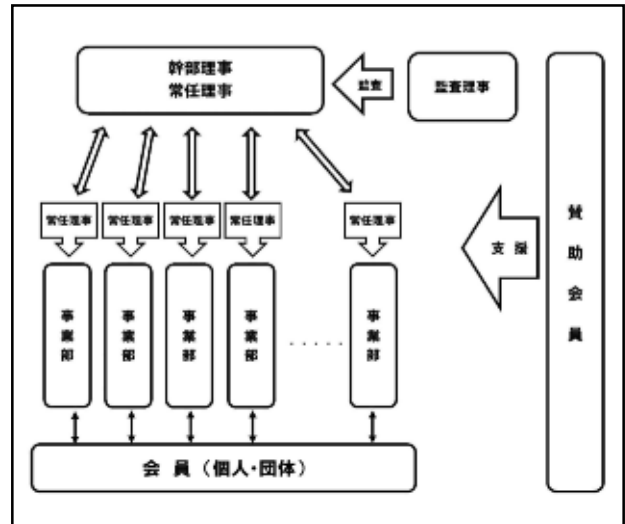 幹部理事
常任理事
監査
監査理事
常任理事
常任理事
常任理事
常任理事
常任理事
支援
賛助会員
事業部
事業部
事業部
事業部
・・・・・
事業部
会 員（個人・団体）